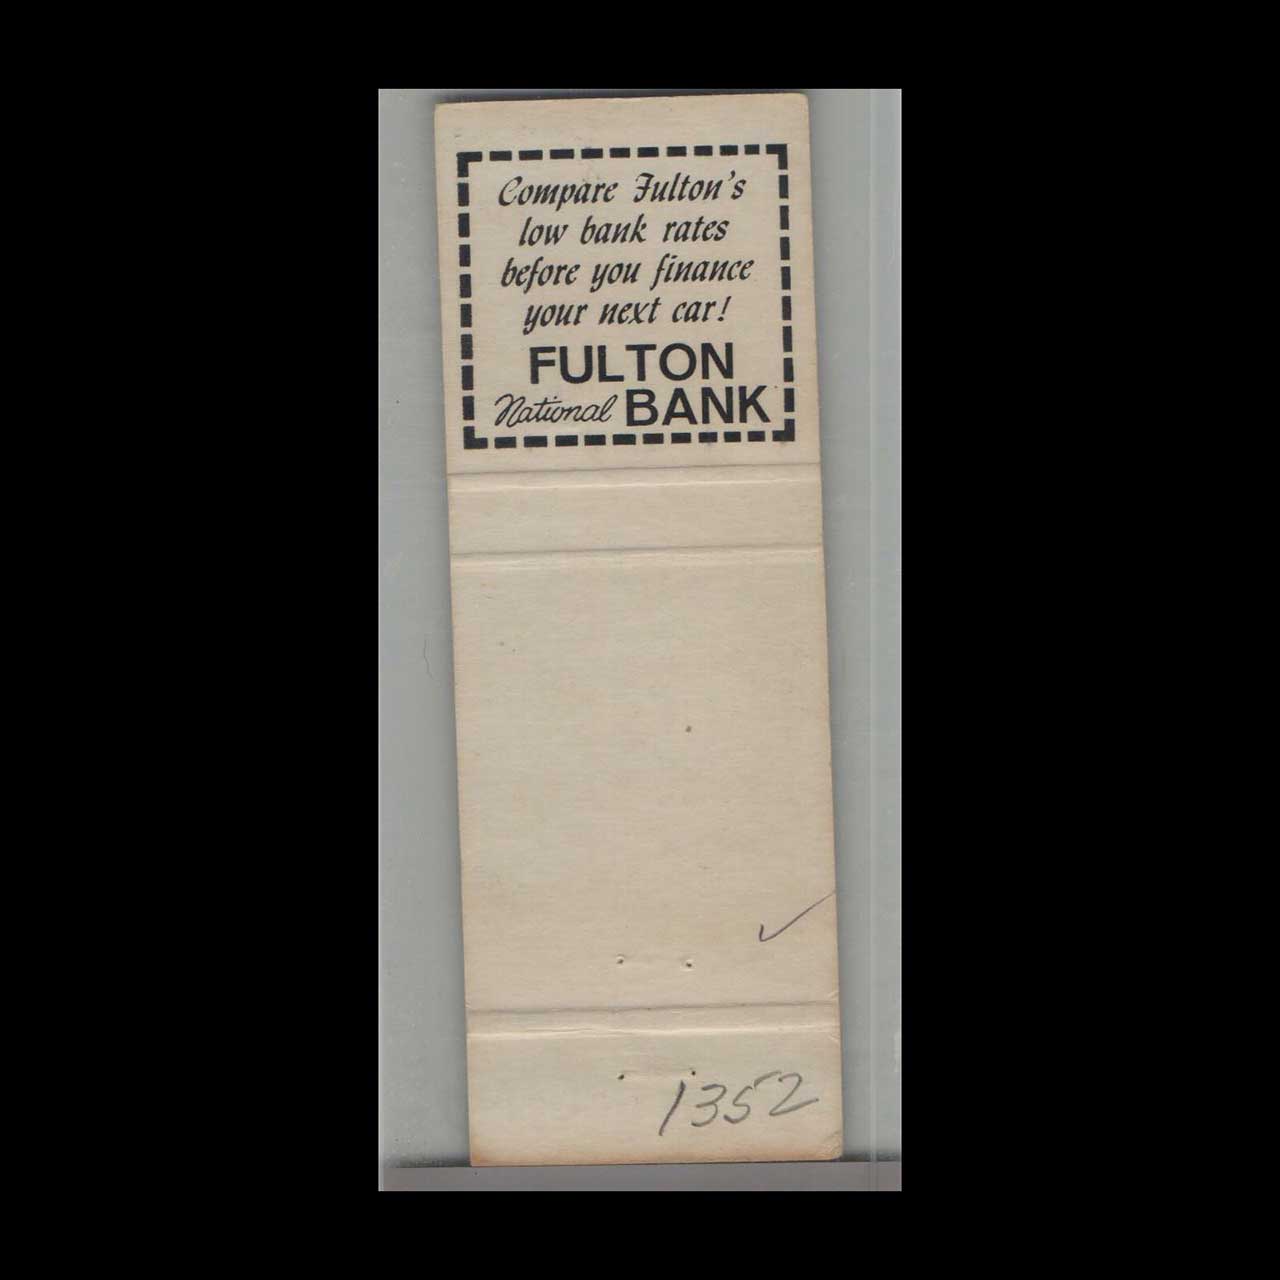 Compare Fulton's
low bank rates
before you finance
your next car!
FULTON
National BANK
1352